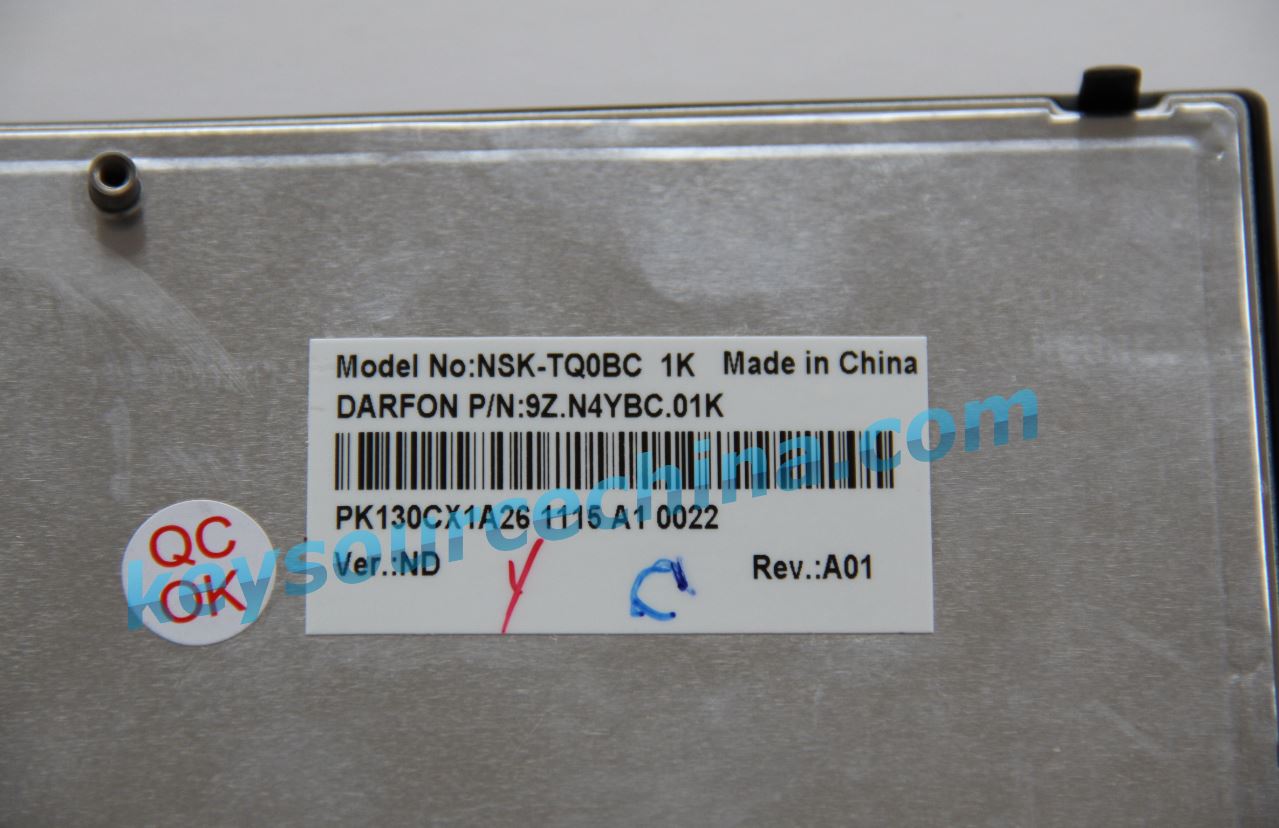 Model No:NSK-TQ0BC 1K Made in China
DARFON P/N:9Z.N4YBC.01K
PK130CX1A26 1115 A1 0022
Ver.:ND Rev.:A01
Y C
QC
OK
keysourcechina.com